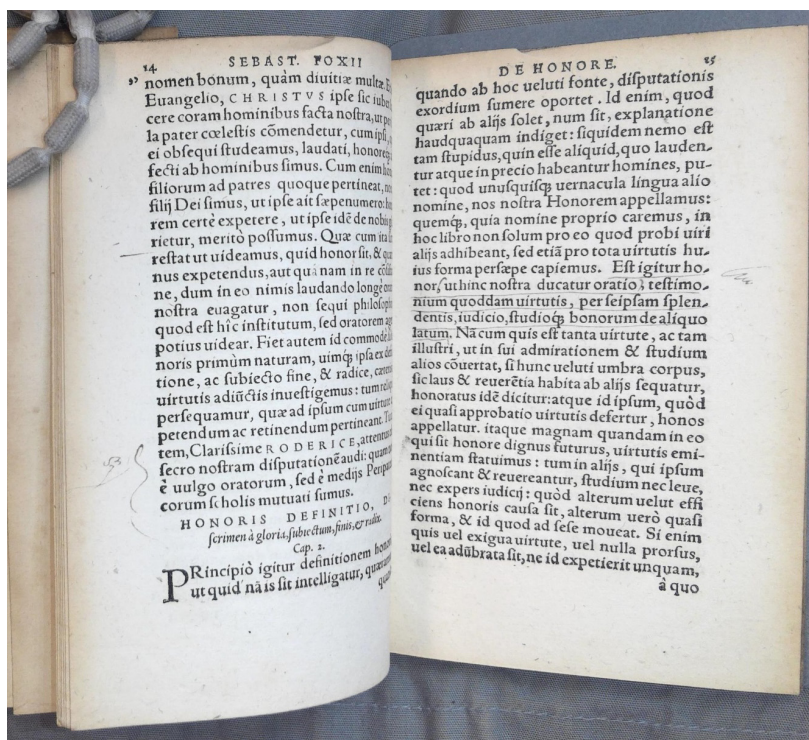 14
SEBAST. FOXII
nomen bonum, quàm diuitiæ multæ.
Euangelio, CHRISTVS ipse sic iubet
cere coram hominibus facta nostra, ut
la pater cœlestis cõmendetur, cum ipsi,
ei obsequi studeamus, laudati,
fecti ab hominibus simus. Cum enim
filiorum ad patres quoque pertineat,
filij Dei simus, ut ipse ait sæpenumero:
rem certè expetere, ut ipse idẽ de nobis
rietur, meritò possumus. Quæ cum ita
restat ut uideamus, quid honor sit, &
nus expetendus, aut quinam in re
ne, dum in eo nimis laudando longè
nostra euagatur, non sequi
quod est hîc institutum, sed oratorem
potius uidear. Fiet autem id commodè,
noris primùm naturam, uimq́; ipsa ex
tione, ac subiecto fine, & radice,
uirtutis adiũctis inuestigemus: tum
persequamur, quæ ad ipsum cum
petendum ac retinendum pertineant.
tem, Clarissime RODERICE,
secro nostram disputationẽ audi:
è uulgo oratorum, sed è medijs
corum scholis mutuati sumus.
HONORIS DEFINITIO,
scrimen à gloria, subiectum, finis, & radix.
Cap. 2.
PRincipiò igitur definitionem
ut quid nã is sit intelligatur,
DE HONORE.
quando ab hoc ueluti fonte, disputationis
exordium sumere oportet. Id enim, quod
quæri ab alijs solet, num sit, explanatione
haudquaquam indiget: siquidem nemo est
tam stupidus, quin esse aliquid, quo lauden-
tur atque in precio habeantur homines, pu-
tet: quod unusquisq; uernacula lingua alio
nomine, nos nostra Honorem appellamus:
quemq́;, quia nomine proprio caremus, in
hoc libro non solum pro eo quod probi uiri
alijs adhibeant, sed etiã pro tota uirtutis hu-
ius forma persæpe capiemus. Est igitur ho-
nor, ut hinc nostra ducatur oratio, testimo-
nium quoddam uirtutis, per seipsam splen-
dentis, iudicio, studioq́; bonorum de aliquo
latum. Nã cum quis est tanta uirtute, ac tam
illustri, ut in sui admirationem & studium
alios cõuertat, si hunc ueluti umbra corpus,
sic laus & reuerẽtia habita ab alijs sequatur,
honoratus idẽ dicitur: atque id ipsum, quòd
ei quasi approbatio uirtutis defertur, honos
appellatur. itaque magnam quandam in eo
qui sit honore dignus futurus, uirtutis emi-
nentiam statuimus: tum in alijs, qui ipsum
agnoscant & reuereantur, studium nec leue,
nec expers iudicij: quòd alterum uelut effi
ciens honoris causa sit, alterum uerò quasi
forma, & id quod ad sese moueat. Si enim
quis uel exigua uirtute, uel nulla prorsus,
uel ea adũbrata sit, ne id expetierit unquam,
à quo